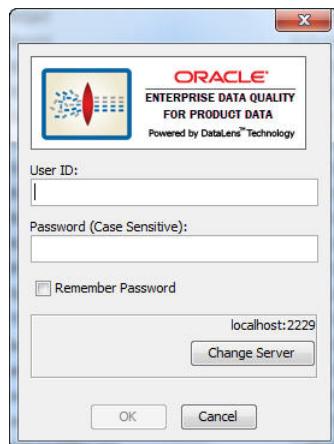 ORACLE®
ENTERPRISE DATA QUALITY
FOR PRODUCT DATA
Powered by DataLens™ Technology
User ID:
Password (Case Sensitive):
Remember Password
localhost:2229
Change Server
OK
Cancel